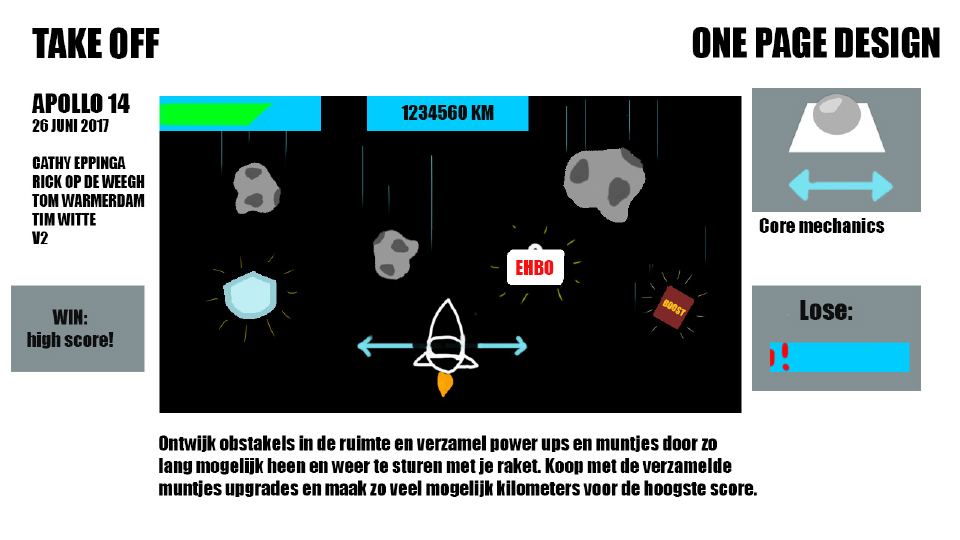 TAKE OFF
ONE PAGE DESIGN
APOLLO 14
26 JUNI 2017
CATHY EPPINGA
RICK OP DE WEEGH
TOM WARMERDAM
TIM WITTE
V2
WIN:
high score!
1234560 KM
EHBO
BOOST
Core mechanics
Lose:
!
Ontwijk obstakels in de ruimte en verzamel power ups en muntjes door zo
lang mogelijk heen en weer te sturen met je raket. Koop met de verzamelde
muntjes upgrades en maak zo veel mogelijk kilometers voor de hoogste score.